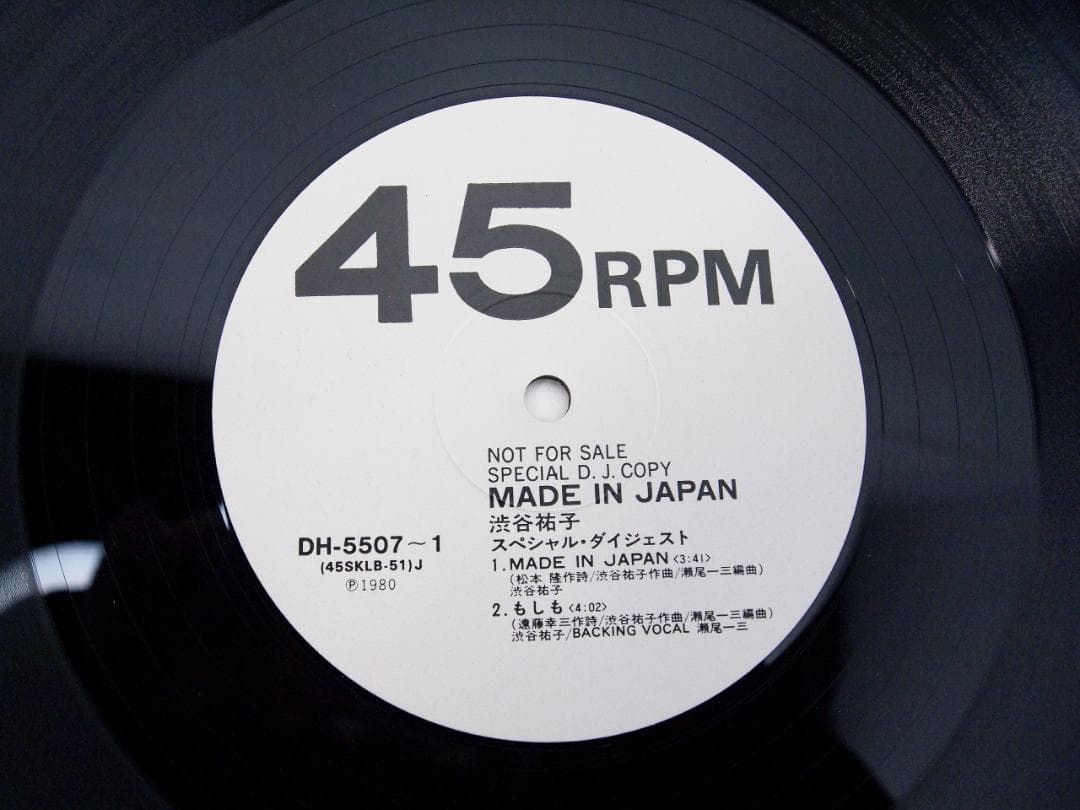 45RPM
NOT FOR SALE
SPECIAL D.J. COPY
MADE IN JAPAN
渋谷祐子
スペシャル・ダイジェスト
DH-5507~1
(45SKLB-51)J
Ⓟ1980
1. MADE IN JAPAN <3:41>
(松本 隆作詩/渋谷祐子作曲/瀬尾一三編曲)
渋谷祐子
2. もしも <4:02>
(遠藤幸三作詩/渋谷祐子作曲/瀬尾一三編曲)
渋谷祐子/BACKING VOCAL 瀬尾一三